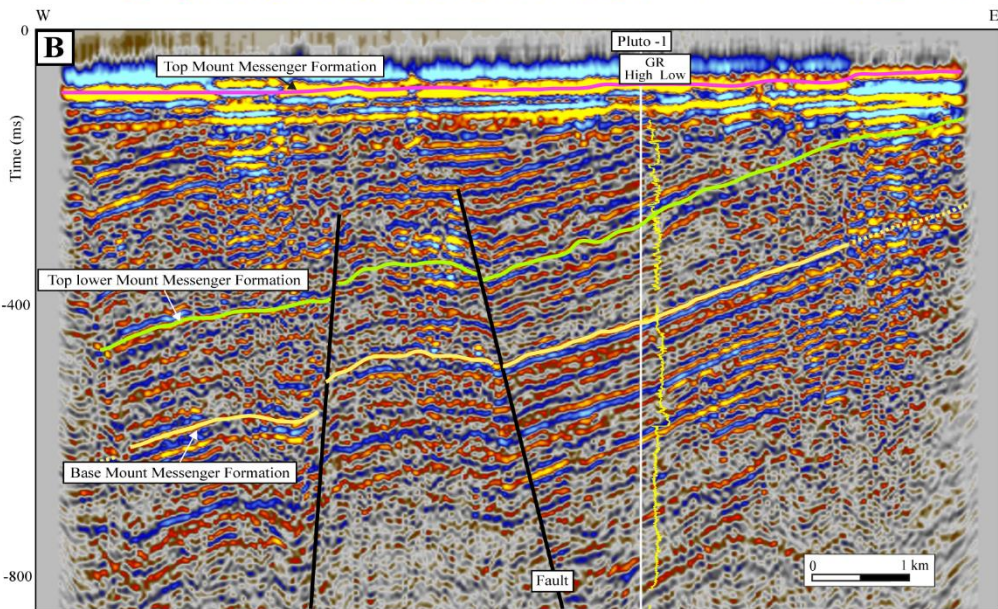 W
E
B
Pluto -1
GR
High Low
Top Mount Messenger Formation
0
Time (ms)
Top lower Mount Messenger Formation
-400
Base Mount Messenger Formation
0 1 km
Fault
-800